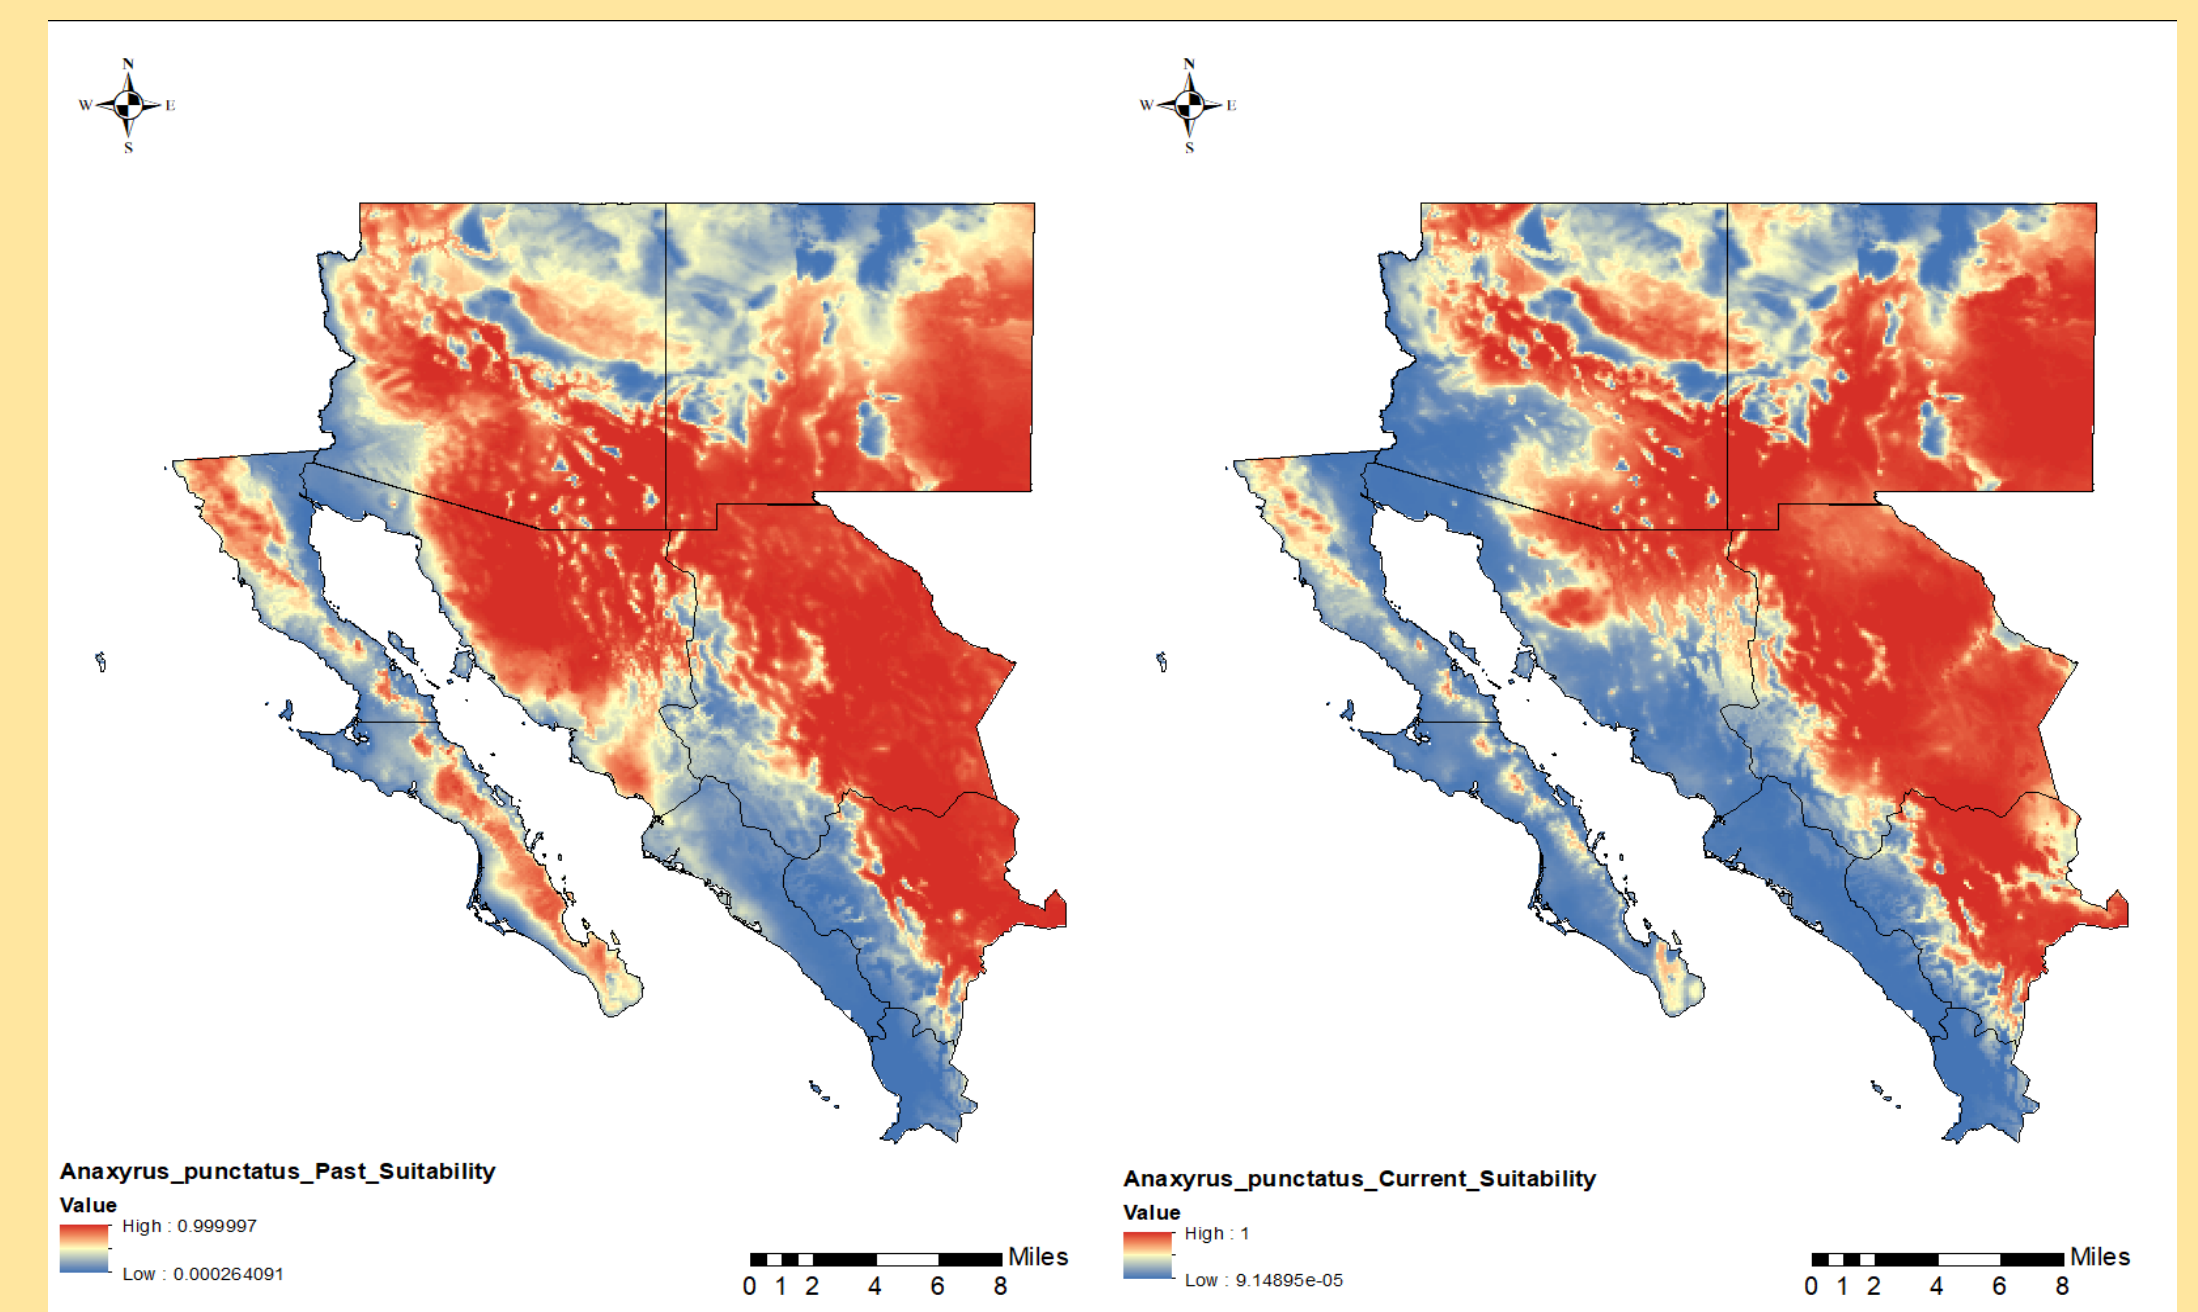 N
W E
S
N
W E
S
Anaxyrus_punctatus_Past_Suitability
Value
High : 0.999997
Low : 0.000264091
Miles
0 1 2 4 6 8
Anaxyrus_punctatus_Current_Suitability
Value
High : 1
Low : 9.14895e-05
Miles
0 1 2 4 6 8